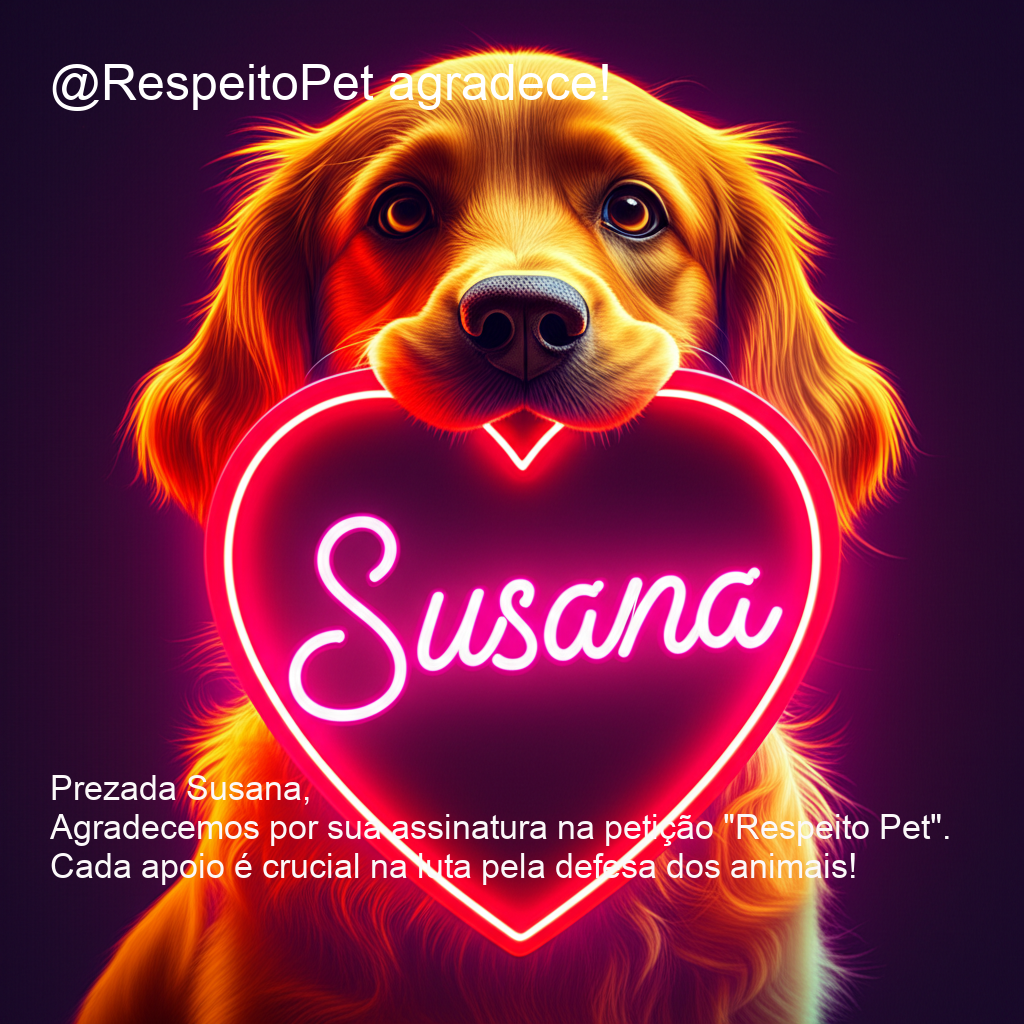 @RespeitoPet agradece!
Susana
Prezada Susana,
Agradecemos por sua assinatura na petição "Respeito Pet".
Cada apoio é crucial na luta pela defesa dos animais!